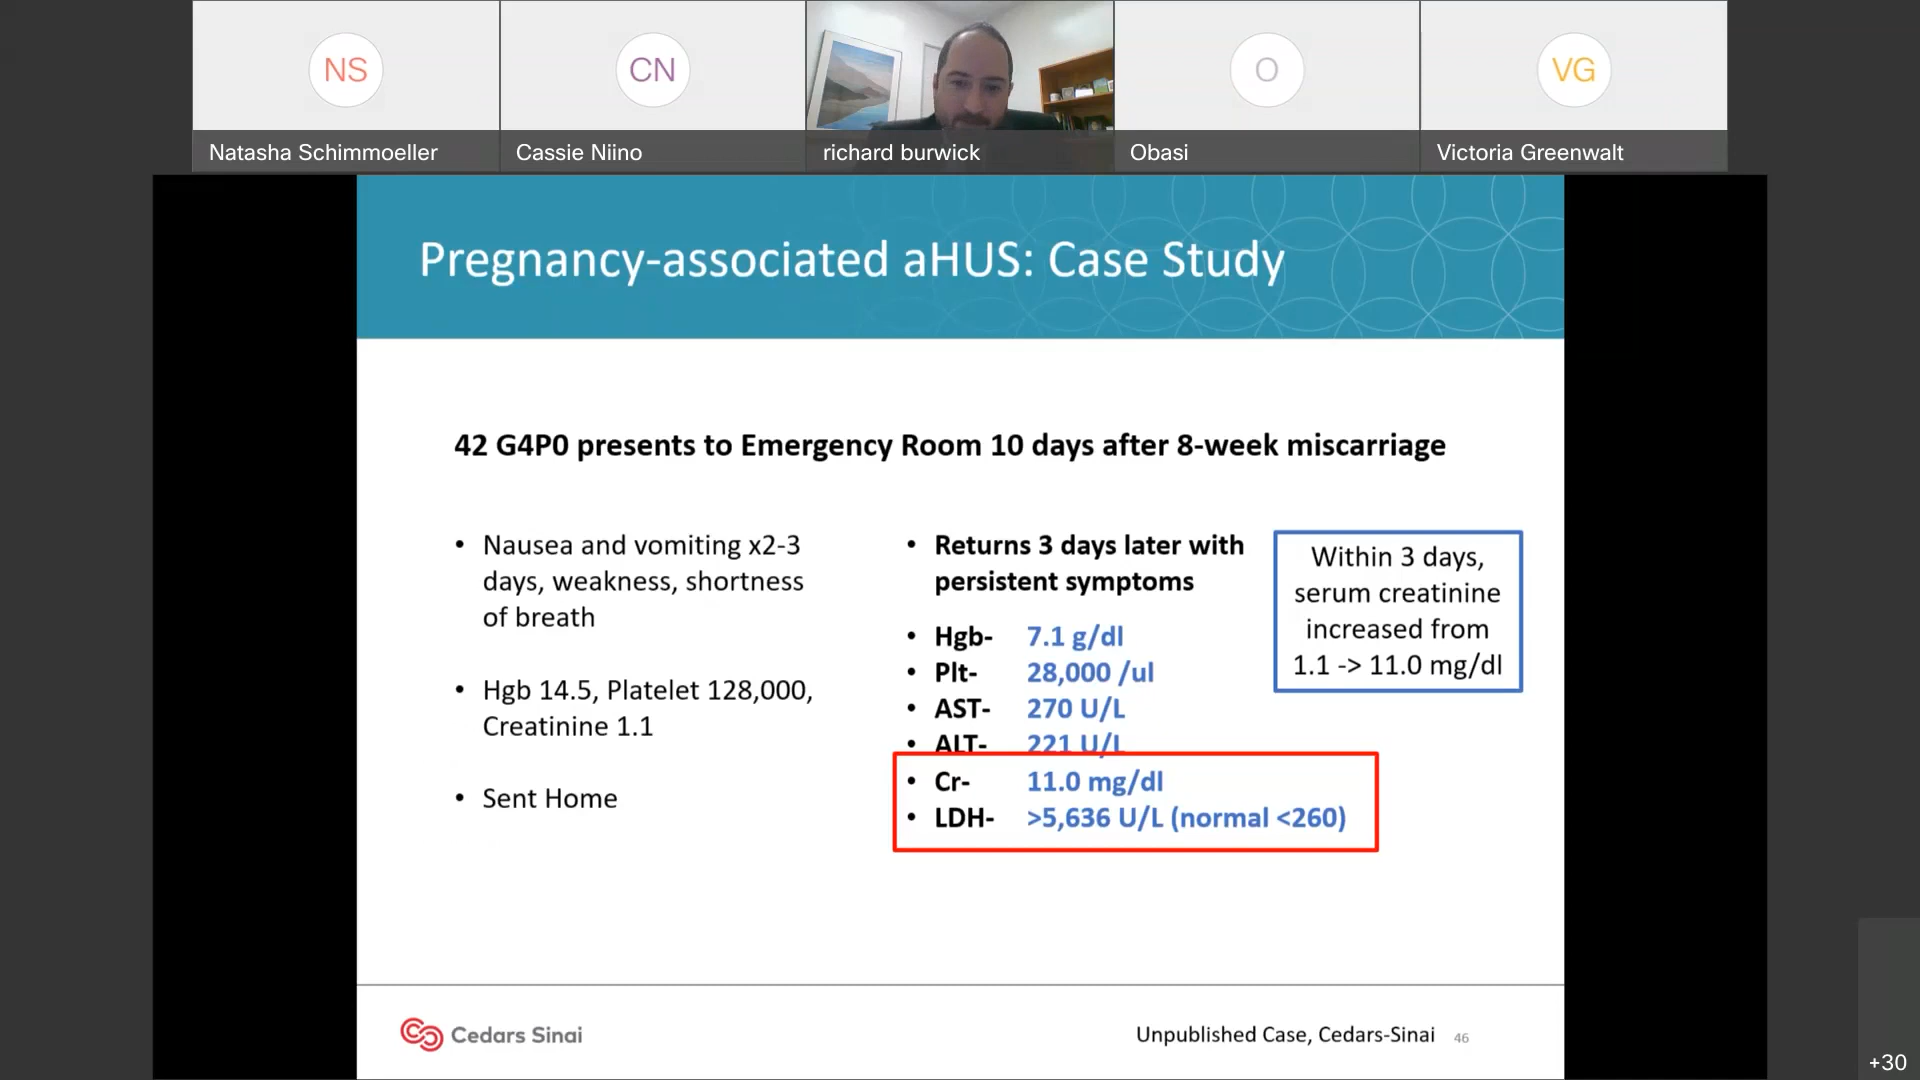 NS
CN
O
VG
Natasha Schimmoeller
Cassie Niino
richard burwick
Obasi
Victoria Greenwalt
Pregnancy-associated aHUS: Case Study
42 G4P0 presents to Emergency Room 10 days after 8-week miscarriage
• Nausea and vomiting x2-3
days, weakness, shortness
of breath
• Hgb 14.5, Platelet 128,000,
Creatinine 1.1
• Sent Home
• Returns 3 days later with
persistent symptoms
• Hgb- 7.1 g/dl
• Plt- 28,000 /ul
• AST- 270 U/L
• ALT- 221 U/L
• Cr- 11.0 mg/dl
• LDH- >5,636 U/L (normal <260)
Within 3 days,
serum creatinine
increased from
1.1 -> 11.0 mg/dl
Cedars Sinai
Unpublished Case, Cedars-Sinai 46
+30